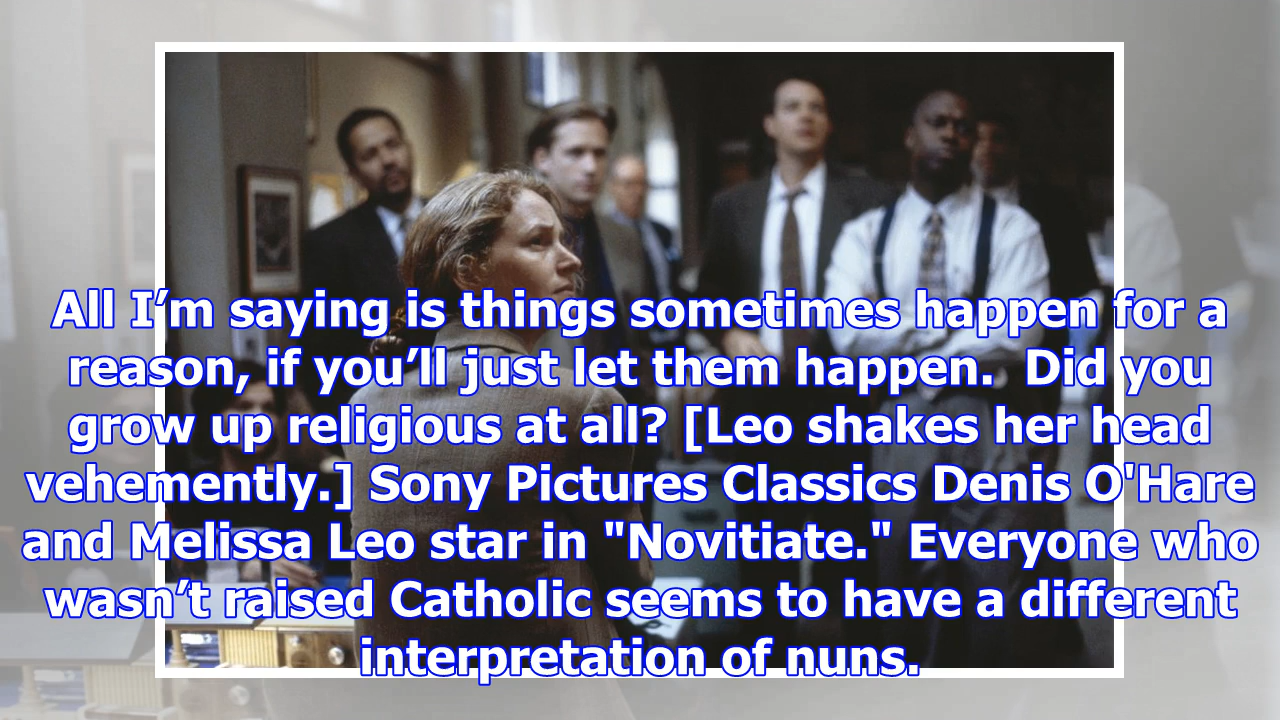 All I’m saying is things sometimes happen for a
reason, if you’ll just let them happen.  Did you
grow up religious at all? [Leo shakes her head
vehemently.] Sony Pictures Classics Denis O'Hare
and Melissa Leo star in "Novitiate." Everyone who
wasn’t raised Catholic seems to have a different
interpretation of nuns.